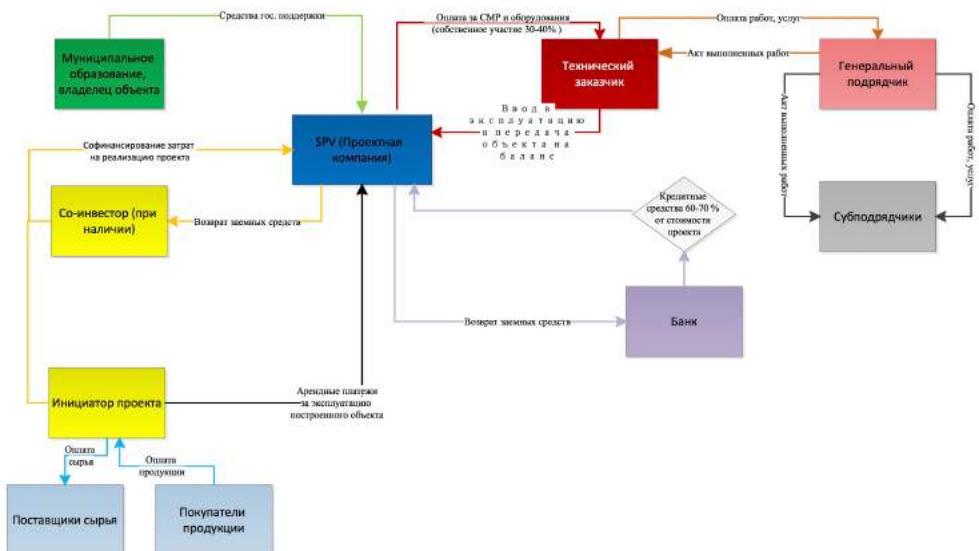 Средства гос. поддержки
Муниципальное
образование,
владелец объекта
Оплата за СМР и оборудования
(собственное участие 30-40% )
Технический
заказчик
Оплата работ, услуг
Акт выполненных работ
Генеральный
подрядчик
Ввод в
эксплуатацию
и передача
объекта на
баланс
SPV (Проектная
компания)
Акт выполненных работ
Оплата работ, услуг
Софинансирование затрат
на реализацию проекта
Со-инвестор (при
наличии)
Возврат заемных средств
Кредитные
средства 60-70 %
от стоимости
проекта
Субподрядчики
Возврат заемных средств
Банк
Инициатор проекта
Арендные платежи
за эксплуатацию
построенного объекта
Оплата
сырья
Оплата
продукции
Поставщики сырья
Покупатели
продукции